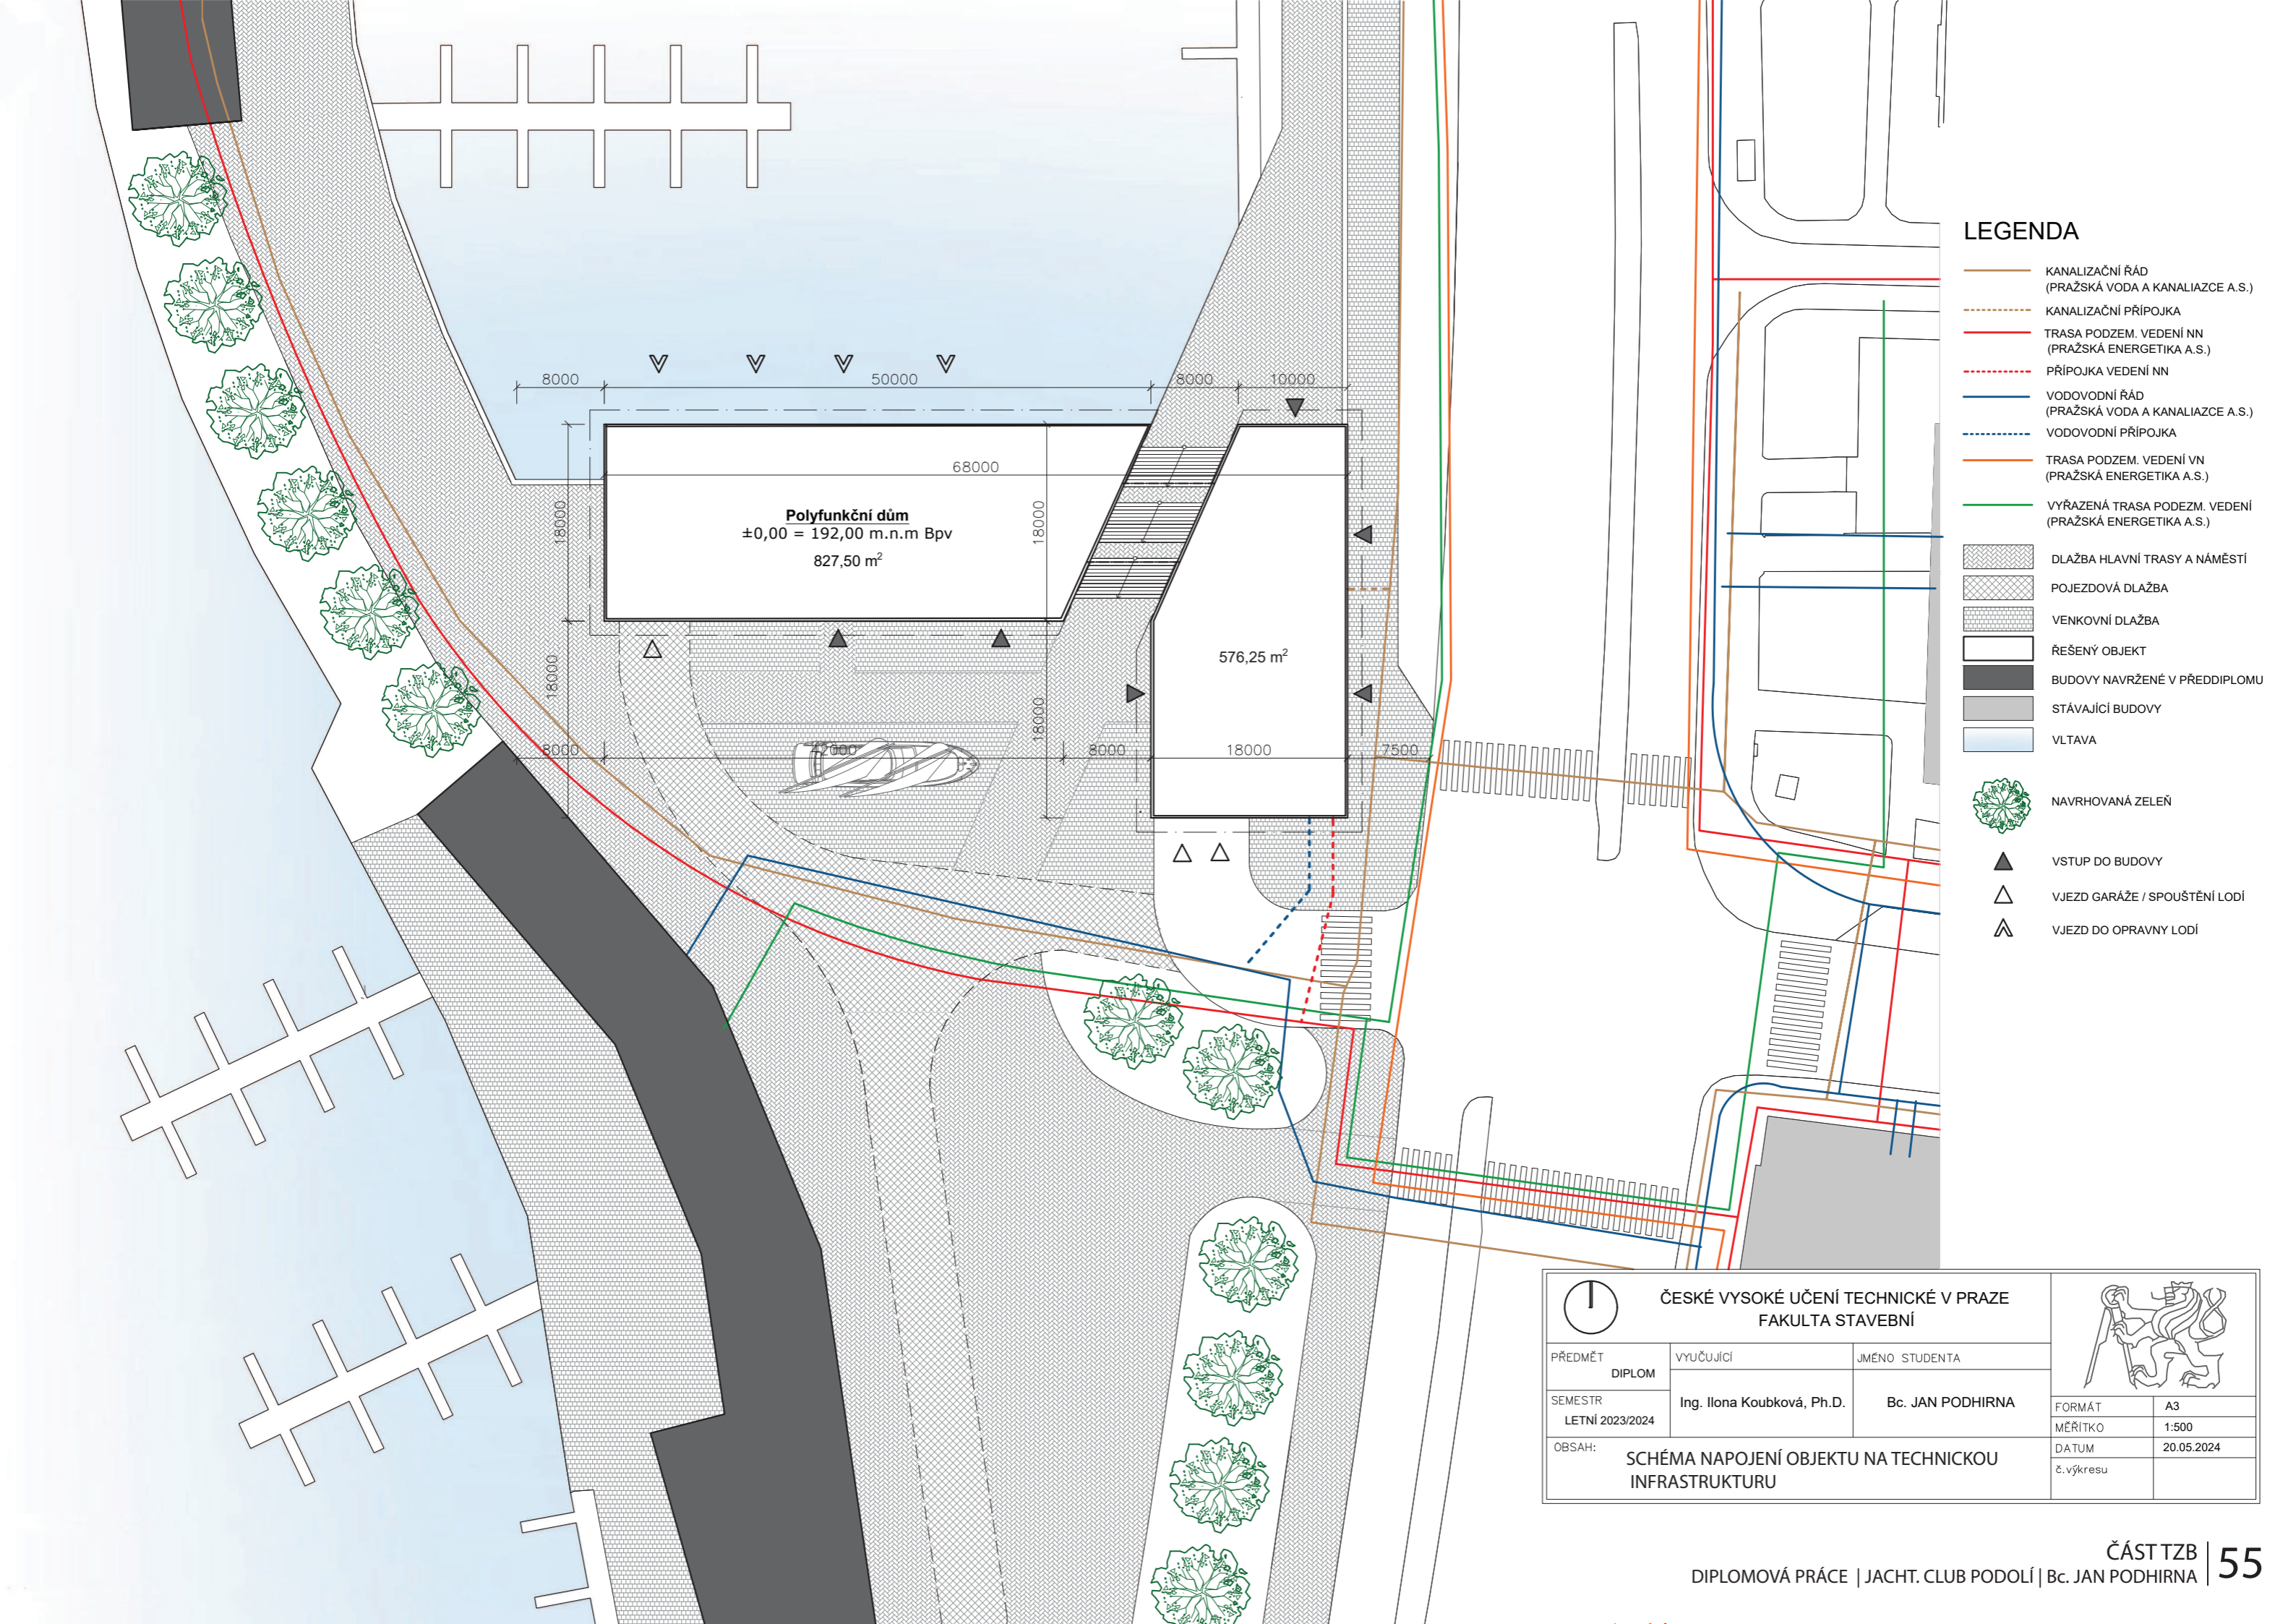 8000
50000
8000
10000
68000
18000
18000
Polyfunkční dům
±0,00 = 192,00 m.n.m Bpv
827,50 m²
576,25 m²
18000
18000
8000
8000
18000
7500
LEGENDA
KANALIZAČNÍ ŘÁD
(PRAŽSKÁ VODA A KANALIAZCE A.S.)
KANALIZAČNÍ PŘÍPOJKA
TRASA PODZEM. VEDENÍ NN
(PRAŽSKÁ ENERGETIKA A.S.)
PŘÍPOJKA VEDENÍ NN
VODOVODNÍ ŘÁD
(PRAŽSKÁ VODA A KANALIAZCE A.S.)
VODOVODNÍ PŘÍPOJKA
TRASA PODZEM. VEDENÍ VN
(PRAŽSKÁ ENERGETIKA A.S.)
VYŘAZENÁ TRASA PODEZM. VEDENÍ
(PRAŽSKÁ ENERGETIKA A.S.)
DLAŽBA HLAVNÍ TRASY A NÁMĚSTÍ
POJEZDOVÁ DLAŽBA
VENKOVNÍ DLAŽBA
ŘEŠENÝ OBJEKT
BUDOVY NAVRŽENÉ V PŘEDDIPLOMU
STÁVAJÍCÍ BUDOVY
VLTAVA
NAVRHOVANÁ ZELEŇ
VSTUP DO BUDOVY
VJEZD GARÁŽE / SPOUŠTĚNÍ LODÍ
VJEZD DO OPRAVNY LODÍ
ČESKÉ VYSOKÉ UČENÍ TECHNICKÉ V PRAZE
FAKULTA STAVEBNÍ
PŘEDMĚT
DIPLOM
VYUČUJÍCÍ
JMÉNO STUDENTA
SEMESTR
LETNÍ 2023/2024
Ing. Ilona Koubková, Ph.D.
Bc. JAN PODHIRNA
FORMÁT A3
MĚŘÍTKO 1:500
DATUM 20.05.2024
č.výkresu
OBSAH:
SCHÉMA NAPOJENÍ OBJEKTU NA TECHNICKOU
INFRASTRUKTURU
ČÁST TZB
DIPLOMOVÁ PRÁCE | JACHT. CLUB PODOLÍ | Bc. JAN PODHIRNA
55